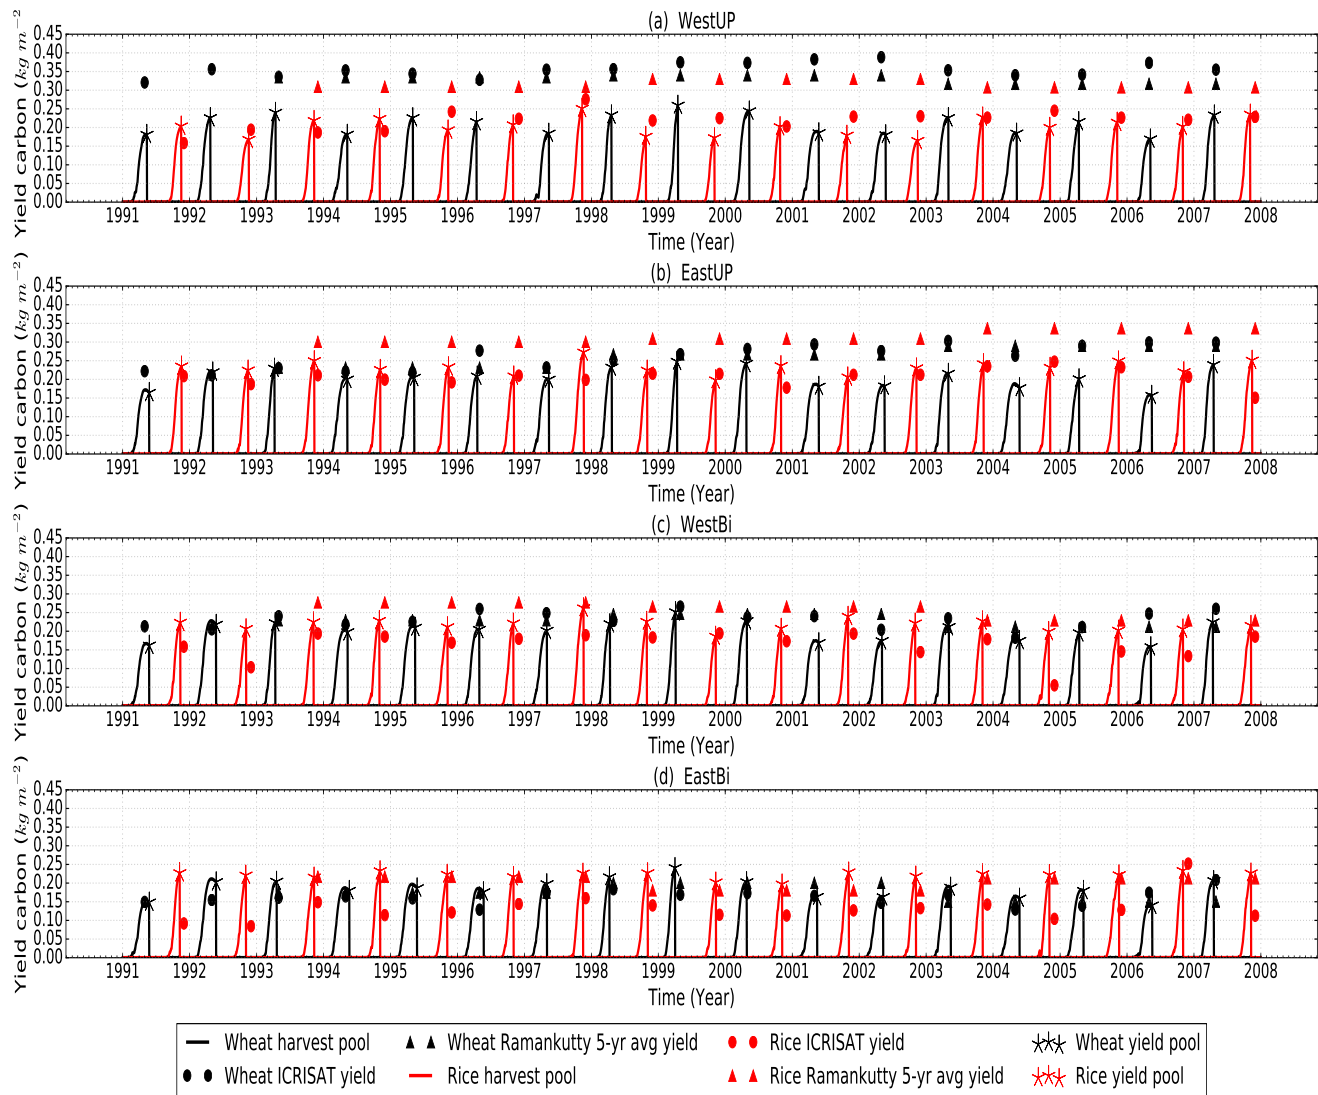 (a) WestUP
Yield carbon (kg m⁻²)
0.45
0.40
0.35
0.30
0.25
0.20
0.15
0.10
0.05
0.00
1991 1992 1993 1994 1995 1996 1997 1998 1999 2000 2001 2002 2003 2004 2005 2006 2007 2008
Time (Year)
(b) EastUP
Yield carbon (kg m⁻²)
0.45
0.40
0.35
0.30
0.25
0.20
0.15
0.10
0.05
0.00
1991 1992 1993 1994 1995 1996 1997 1998 1999 2000 2001 2002 2003 2004 2005 2006 2007 2008
Time (Year)
(c) WestBi
Yield carbon (kg m⁻²)
0.45
0.40
0.35
0.30
0.25
0.20
0.15
0.10
0.05
0.00
1991 1992 1993 1994 1995 1996 1997 1998 1999 2000 2001 2002 2003 2004 2005 2006 2007 2008
Time (Year)
(d) EastBi
Yield carbon (kg m⁻²)
0.45
0.40
0.35
0.30
0.25
0.20
0.15
0.10
0.05
0.00
1991 1992 1993 1994 1995 1996 1997 1998 1999 2000 2001 2002 2003 2004 2005 2006 2007 2008
Time (Year)
Wheat harvest pool Wheat Ramankutty 5-yr avg yield Rice ICRISAT yield Wheat yield pool
Wheat ICRISAT yield Rice harvest pool Rice Ramankutty 5-yr avg yield Rice yield pool